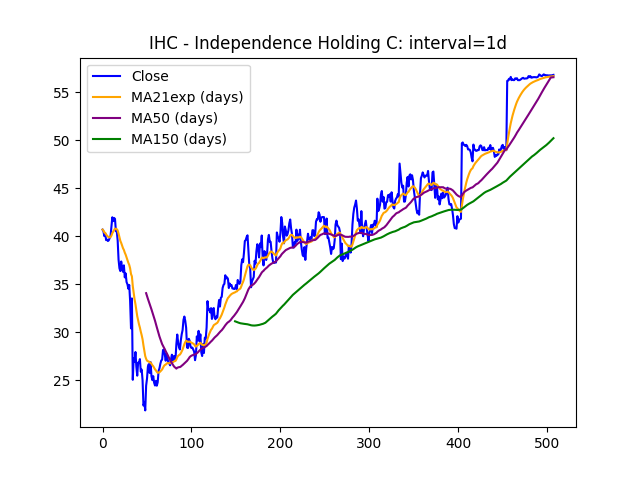 IHC - Independence Holding C: interval=1d
Close
MA21exp (days)
MA50 (days)
MA150 (days)
55
50
45
40
35
30
25
0 100 200 300 400 500